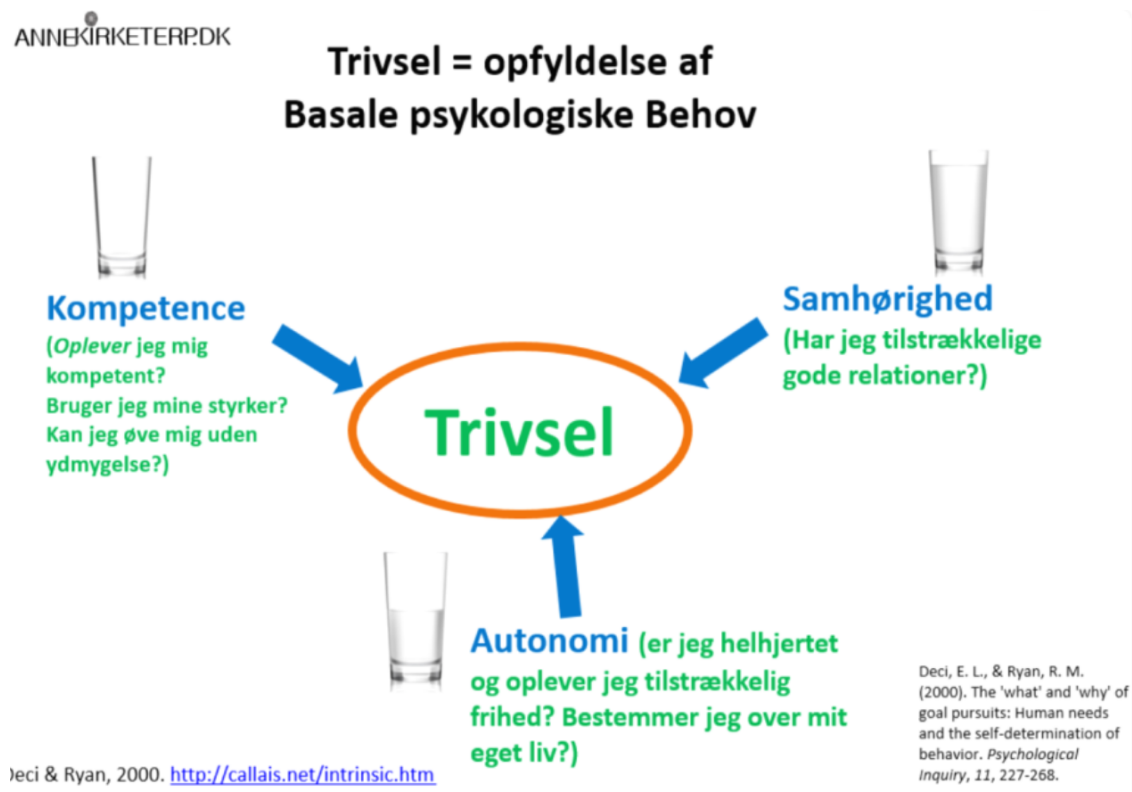 ANNEKIRKETERP.DK
Trivsel = opfyldelse af
Basale psykologiske Behov
Kompetence
(Oplever jeg mig
kompetent?
Bruger jeg mine styrker?
Kan jeg øve mig uden
ydmygelse?)
Samhørighed
(Har jeg tilstrækkelige
gode relationer?)
Trivsel
Autonomi (er jeg helhjertet
og oplever jeg tilstrækkelig
frihed? Bestemmer jeg over mit
eget liv?)
Deci, E. L., & Ryan, R. M.
(2000). The 'what' and 'why' of
goal pursuits: Human needs
and the self-determination of
behavior. Psychological
Inquiry, 11, 227-268.
Deci & Ryan, 2000. http://callais.net/intrinsic.htm